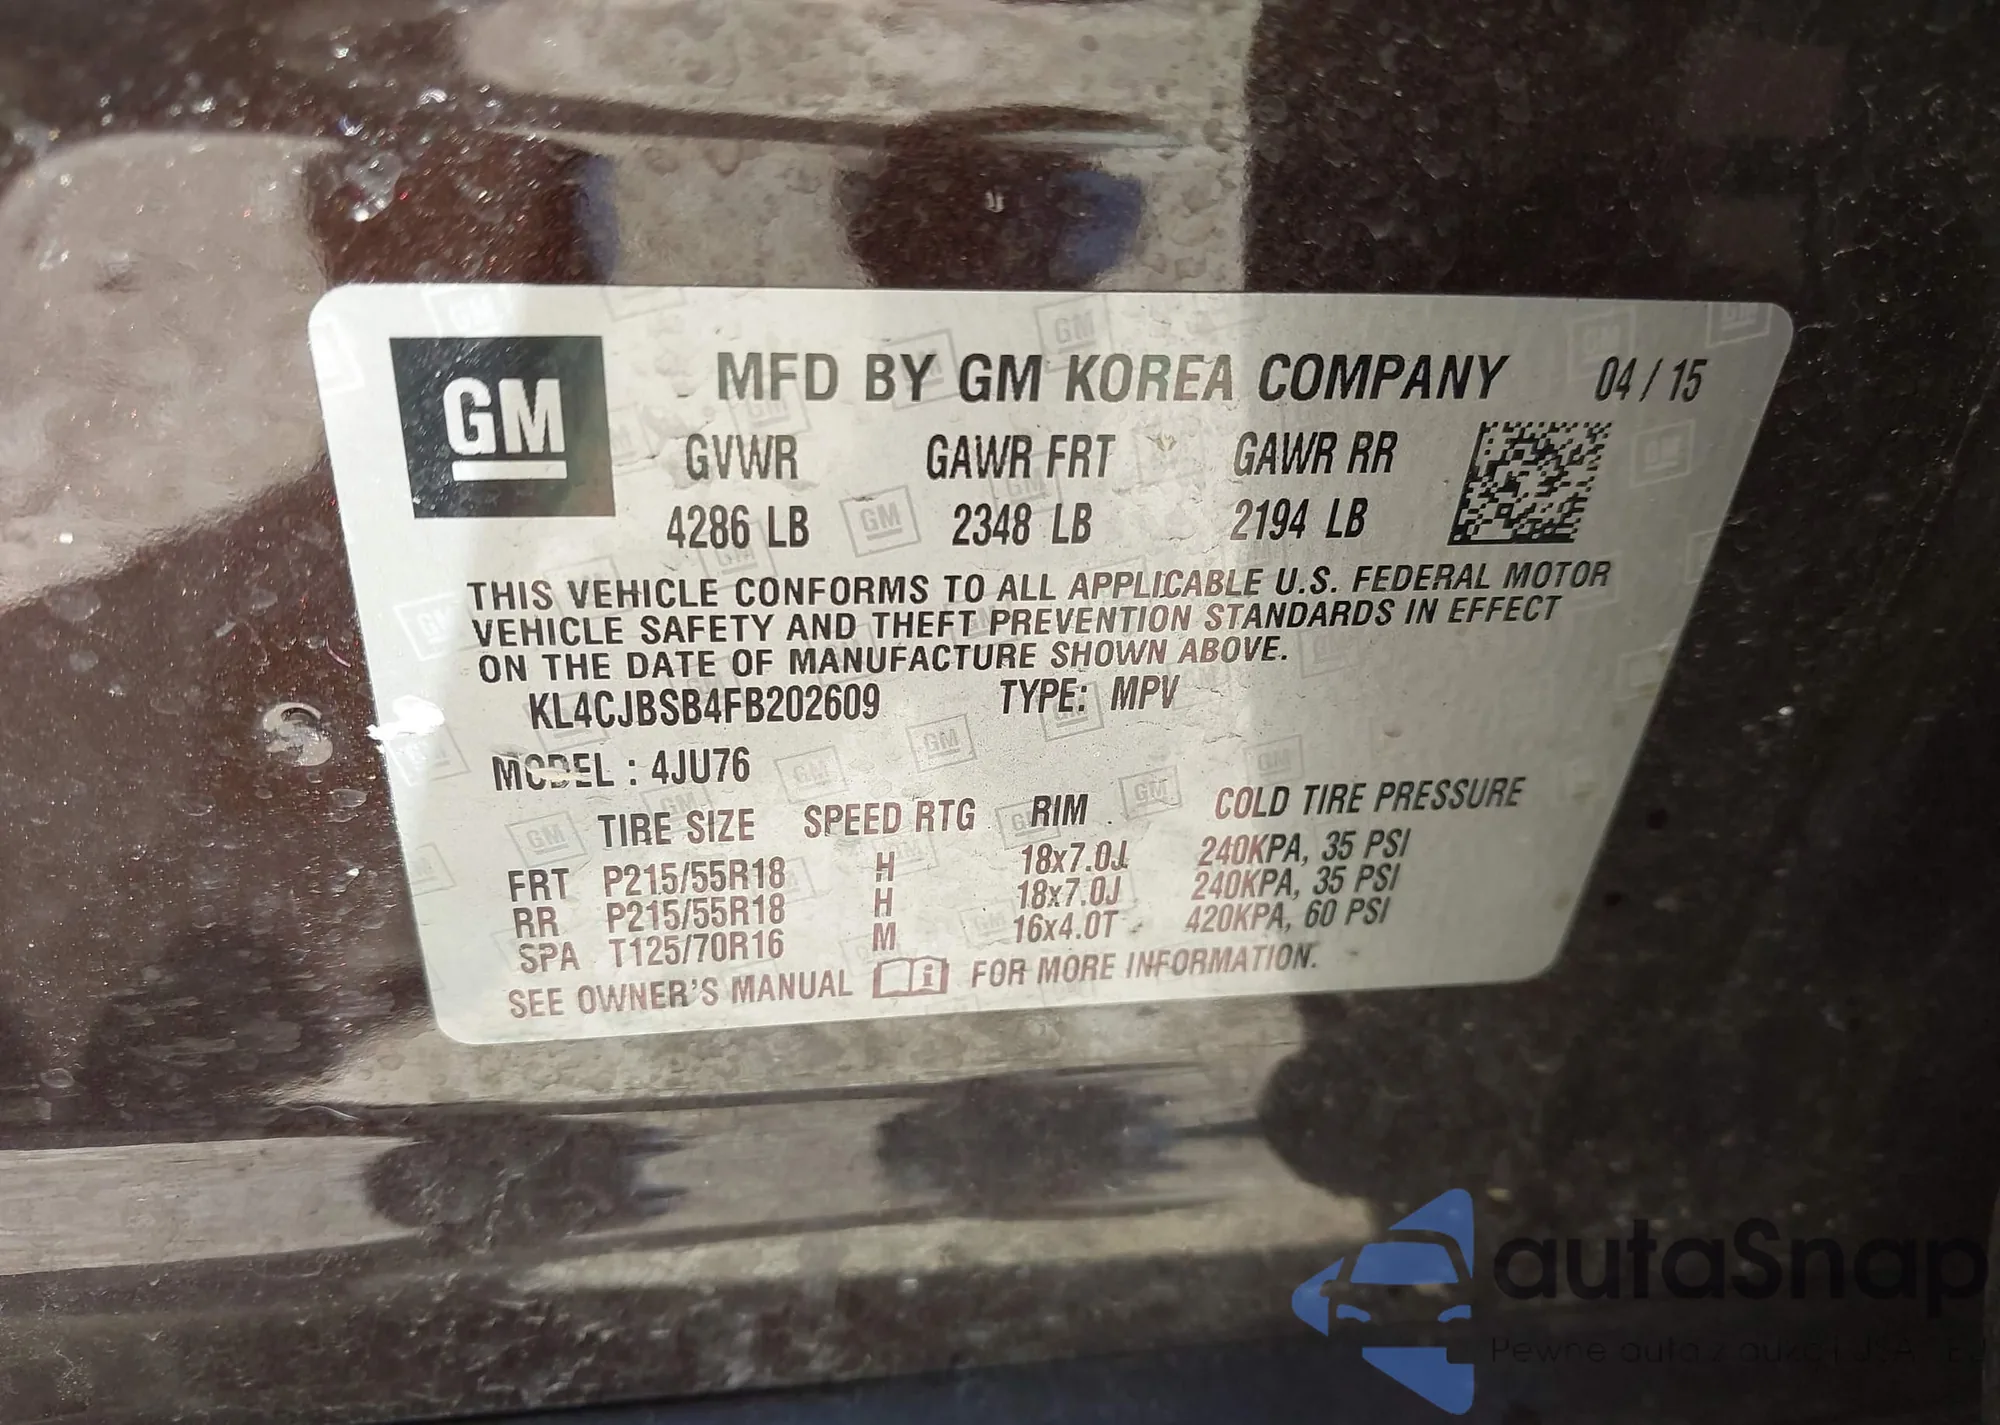 GM
MFD BY GM KOREA COMPANY 04 / 15
GVWR GAWR FRT GAWR RR
4286 LB 2348 LB 2194 LB
THIS VEHICLE CONFORMS TO ALL APPLICABLE U.S. FEDERAL MOTOR
VEHICLE SAFETY AND THEFT PREVENTION STANDARDS IN EFFECT
ON THE DATE OF MANUFACTURE SHOWN ABOVE.
KL4CJBSB4FB202609 TYPE: MPV
MODEL : 4JU76
TIRE SIZE SPEED RTG RIM COLD TIRE PRESSURE
FRT P215/55R18 H 18x7.0J 240KPA, 35 PSI
RR P215/55R18 H 18x7.0J 240KPA, 35 PSI
SPA T125/70R16 M 16x4.0T 420KPA, 60 PSI
SEE OWNER'S MANUAL FOR MORE INFORMATION.
autaSnap
Pewne auta z aukcji